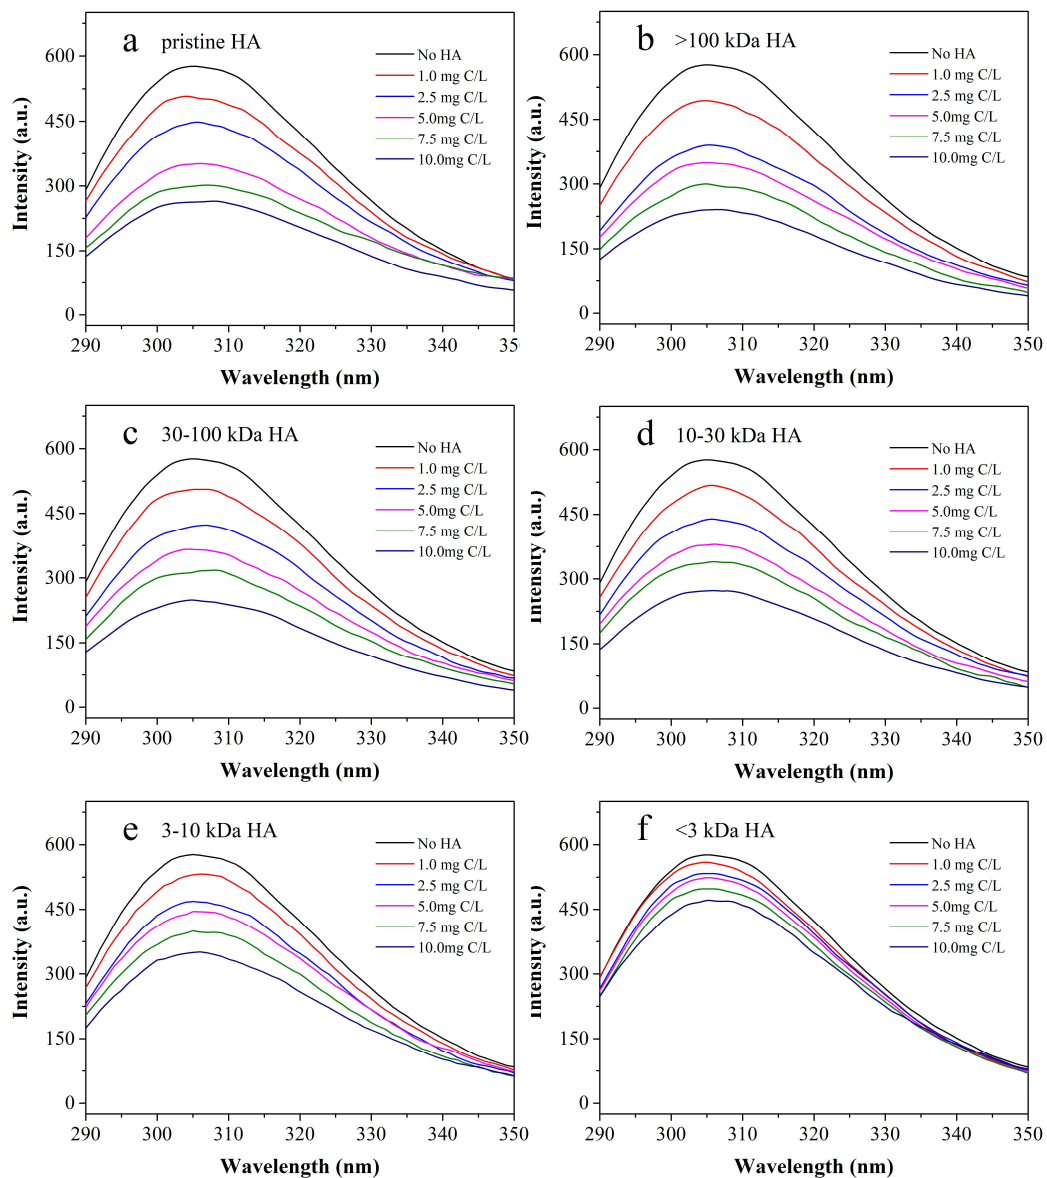 a pristine HA
No HA
1.0 mg C/L
2.5 mg C/L
5.0mg C/L
7.5 mg C/L
10.0mg C/L
Intensity (a.u.)
600
450
300
150
0
290 300 310 320 330 340 35
Wavelength (nm)
b >100 kDa HA
No HA
1.0 mg C/L
2.5 mg C/L
5.0mg C/L
7.5 mg C/L
10.0mg C/L
Intensity (a.u.)
600
450
300
150
0
290 300 310 320 330 340 350
Wavelength (nm)
c 30-100 kDa HA
No HA
1.0 mg C/L
2.5 mg C/L
5.0mg C/L
7.5 mg C/L
10.0mg C/L
Intensity (a.u.)
600
450
300
150
0
290 300 310 320 330 340 350
Wavelength (nm)
d 10-30 kDa HA
No HA
1.0 mg C/L
2.5 mg C/L
5.0mg C/L
7.5 mg C/L
10.0mg C/L
Intensity (a.u.)
600
450
300
150
0
290 300 310 320 330 340 350
Wavelength (nm)
e 3-10 kDa HA
No HA
1.0 mg C/L
2.5 mg C/L
5.0mg C/L
7.5 mg C/L
10.0mg C/L
Intensity (a.u.)
600
450
300
150
0
290 300 310 320 330 340 350
Wavelength (nm)
f <3 kDa HA
No HA
1.0 mg C/L
2.5 mg C/L
5.0mg C/L
7.5 mg C/L
10.0mg C/L
Intensity (a.u.)
600
450
300
150
0
290 300 310 320 330 340 350
Wavelength (nm)